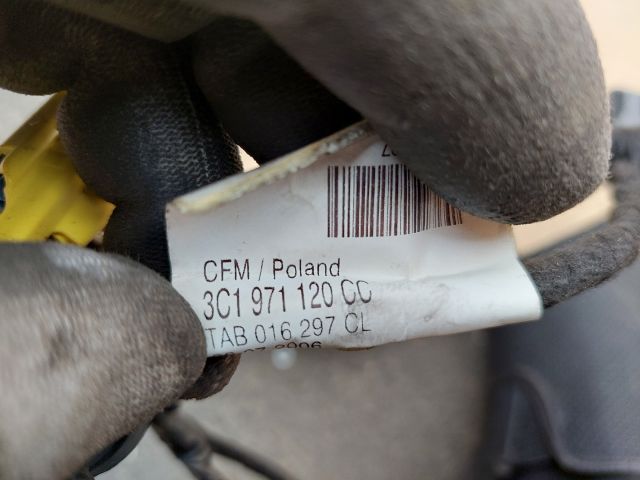 CFM / Poland
3C1 971 120 CC
TAB 016 297 CL